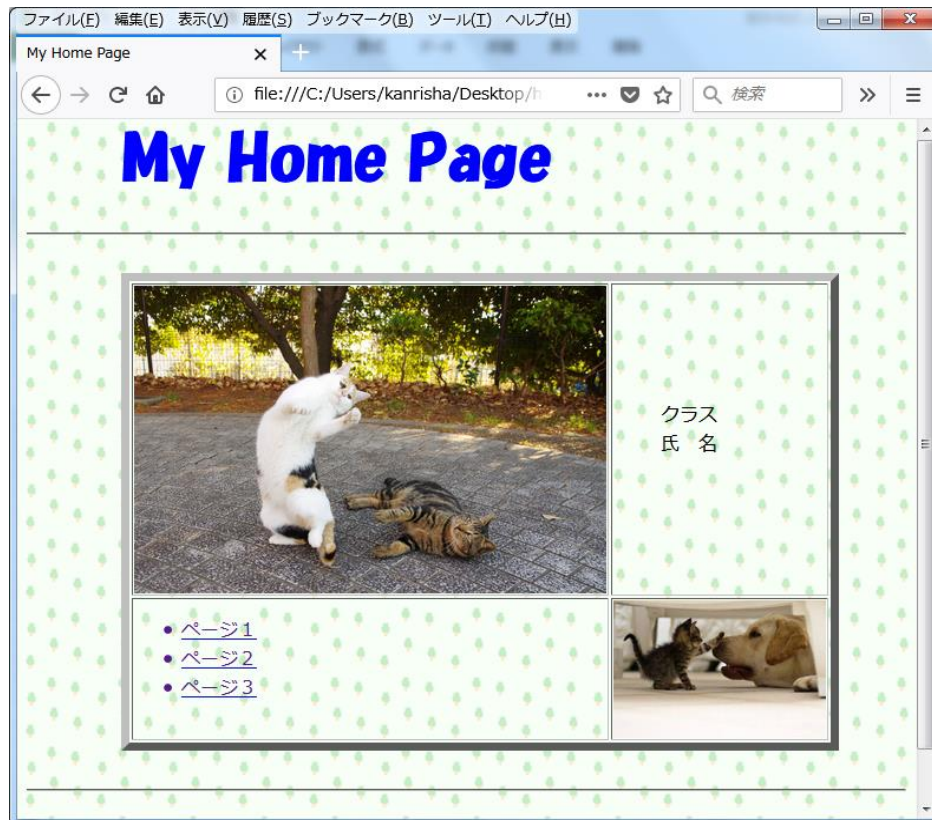 ファイル(F) 編集(E) 表示(V) 履歴(S) ブックマーク(B) ツール(T) ヘルプ(H)
My Home Page
file:///C:/Users/kanrisha/Desktop/h
検索
My Home Page
クラス
氏 名
ページ1
ページ2
ページ3